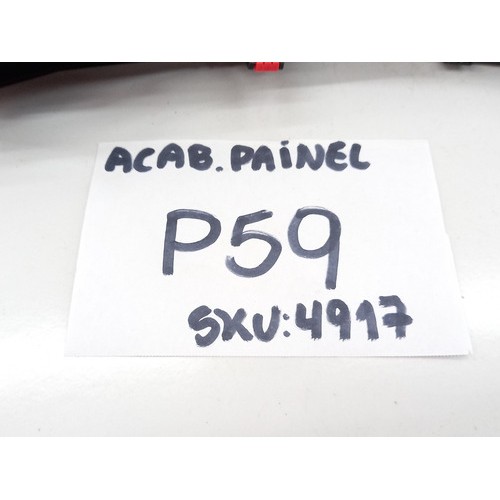 ACAB. PAiNEL
P59
SKU: 4917